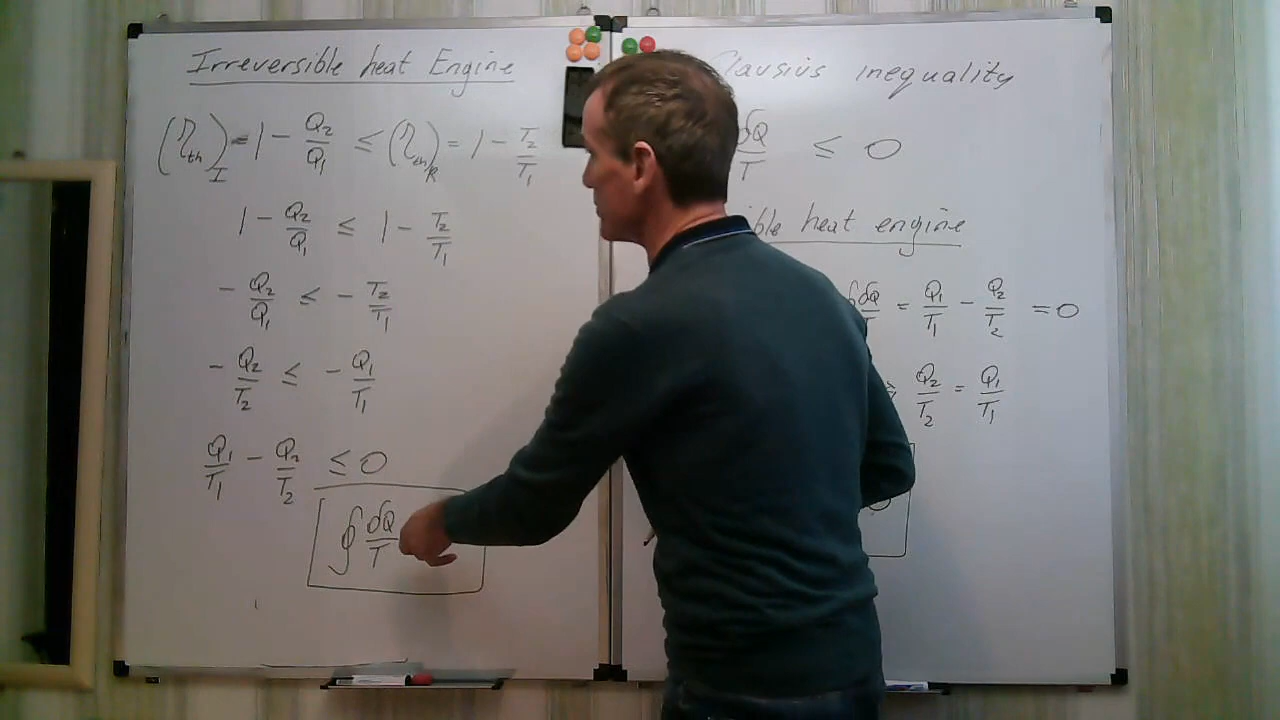 Irreversible heat Engine
(η_th)_I = 1 - Q₂/Q₁ ≤ (η_th)_R = 1 - T₂/T₁
1 - Q₂/Q₁ ≤ 1 - T₂/T₁
- Q₂/Q₁ ≤ - T₂/T₁
- Q₂/T₂ ≤ - Q₁/T₁
Q₁/T₁ - Q₂/T₂ ≤ 0
∮ δQ/T
inequality
δQ/T ≤ 0
heat engine
∮ δQ/T = Q₁/T₁ - Q₂/T₂ = 0
Q₂/T₂ = Q₁/T₁